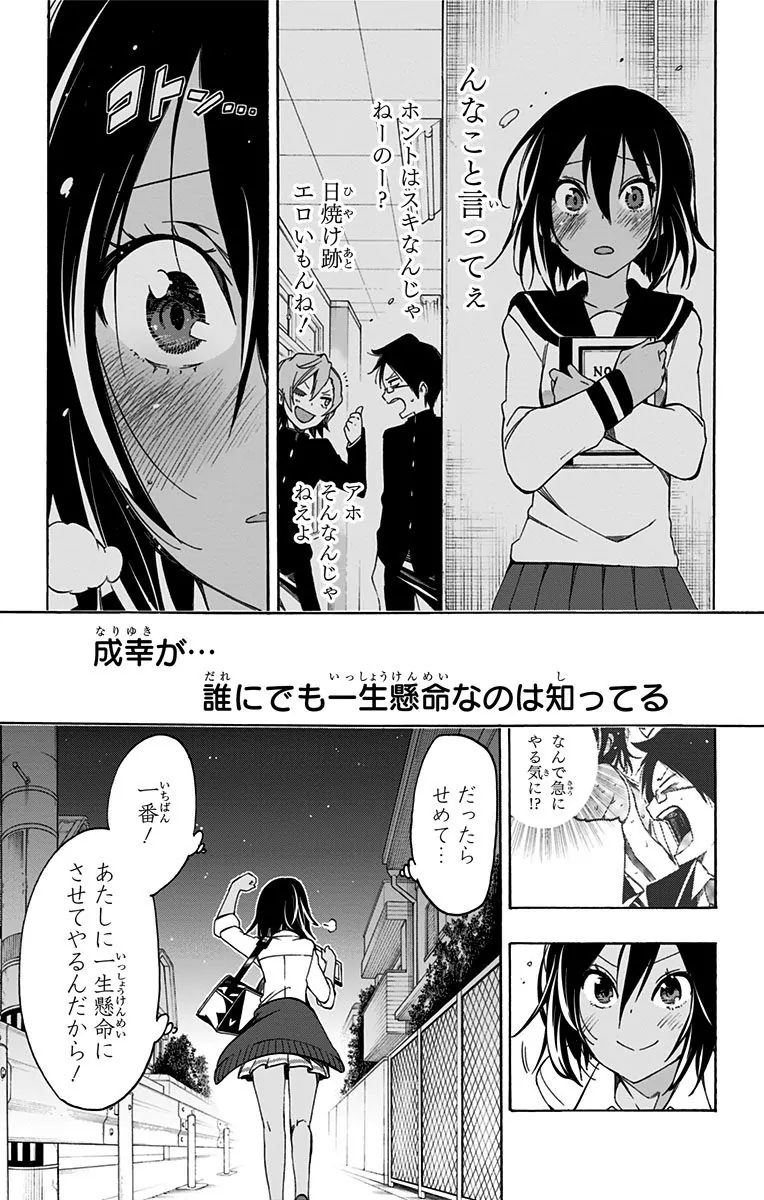 んなこと言ってぇ
NO
ホントはスキなんじゃ
ねーのー?
日焼け跡
エロいもんね!
アホ
そんなんじゃ
ねえよ
コトン…
成幸が…
誰にでも一生懸命なのは知ってる
なんで急に
やる気に!?
だったら
せめて…
一番!
あたしに一生懸命に
させてやるんだから!